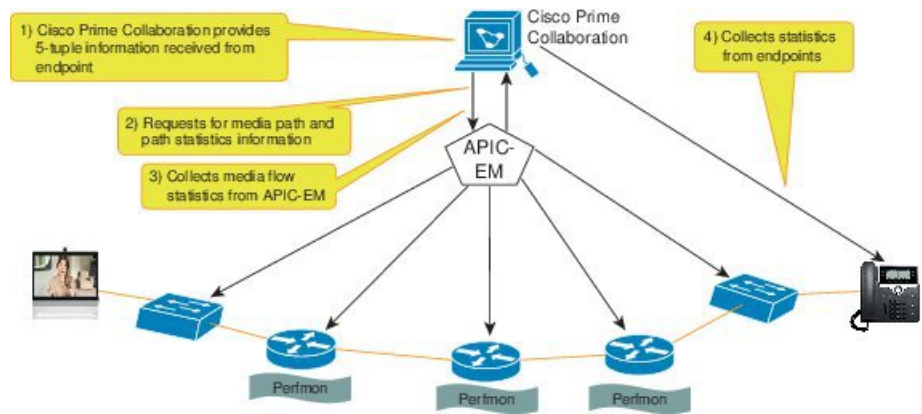 1) Cisco Prime Collaboration provides
5-tuple information received from
endpoint
Cisco Prime
Collaboration
4) Collects statistics
from endpoints
2) Requests for media path and
path statistics information
3) Collects media flow
statistics from APIC-EM
APIC-
EM
Perfmon
Perfmon
Perfmon